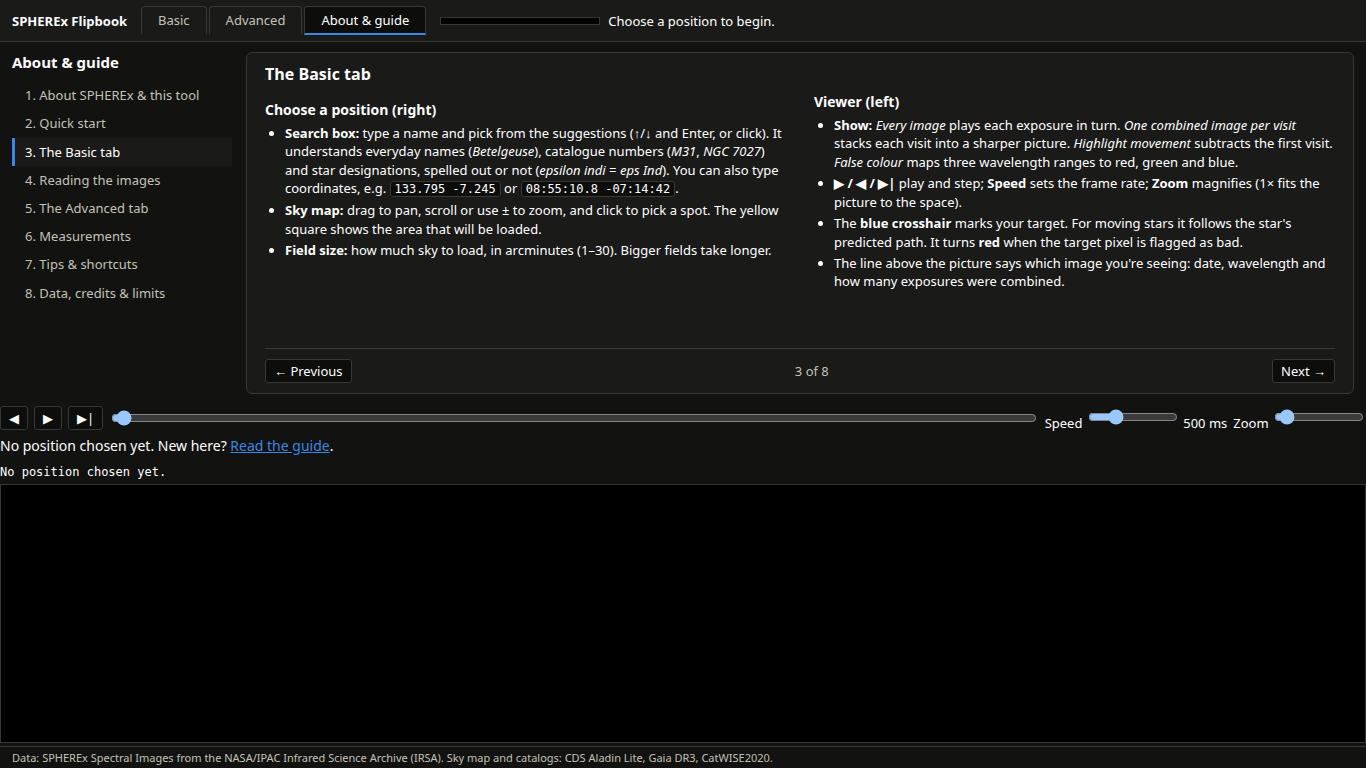 SPHEREx Flipbook
Basic
Advanced
About & guide
Choose a position to begin.
About & guide
1. About SPHEREx & this tool
2. Quick start
3. The Basic tab
4. Reading the images
5. The Advanced tab
6. Measurements
7. Tips & shortcuts
8. Data, credits & limits
The Basic tab
Choose a position (right)
• Search box: type a name and pick from the suggestions (↑/↓ and Enter, or click). It
understands everyday names (Betelgeuse), catalogue numbers (M31, NGC 7027)
and star designations, spelled out or not (epsilon indi = eps Ind). You can also type
coordinates, e.g. 133.795 -7.245 or 08:55:10.8 -07:14:42.
• Sky map: drag to pan, scroll or use ± to zoom, and click to pick a spot. The yellow
square shows the area that will be loaded.
• Field size: how much sky to load, in arcminutes (1–30). Bigger fields take longer.
Viewer (left)
• Show: Every image plays each exposure in turn. One combined image per visit
stacks each visit into a sharper picture. Highlight movement subtracts the first visit.
False colour maps three wavelength ranges to red, green and blue.
• ▶ / ◀ / ▶| play and step; Speed sets the frame rate; Zoom magnifies (1× fits the
picture to the space).
• The blue crosshair marks your target. For moving stars it follows the star's
predicted path. It turns red when the target pixel is flagged as bad.
• The line above the picture says which image you're seeing: date, wavelength and
how many exposures were combined.
← Previous
3 of 8
Next →
◀ ▶ ▶| Speed 500 ms Zoom
No position chosen yet. New here? Read the guide.
No position chosen yet.
Data: SPHEREx Spectral Images from the NASA/IPAC Infrared Science Archive (IRSA). Sky map and catalogs: CDS Aladin Lite, Gaia DR3, CatWISE2020.